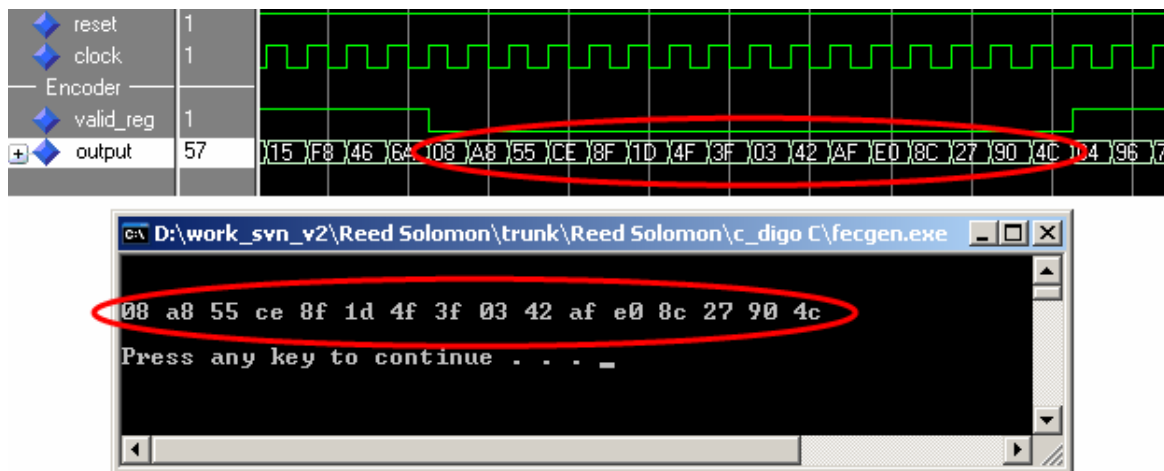 reset 1
clock 1
Encoder
valid_reg 1
output 57 15 F8 46 6A 08 A8 55 CE 8F 1D 4F 3F 03 42 AF E0 8C 27 90 4C 04 96 7
D:\work_svn_v2\Reed Solomon\trunk\Reed Solomon\c_digo C\fecgen.exe
08 a8 55 ce 8f 1d 4f 3f 03 42 af e0 8c 27 90 4c
Press any key to continue . . . _